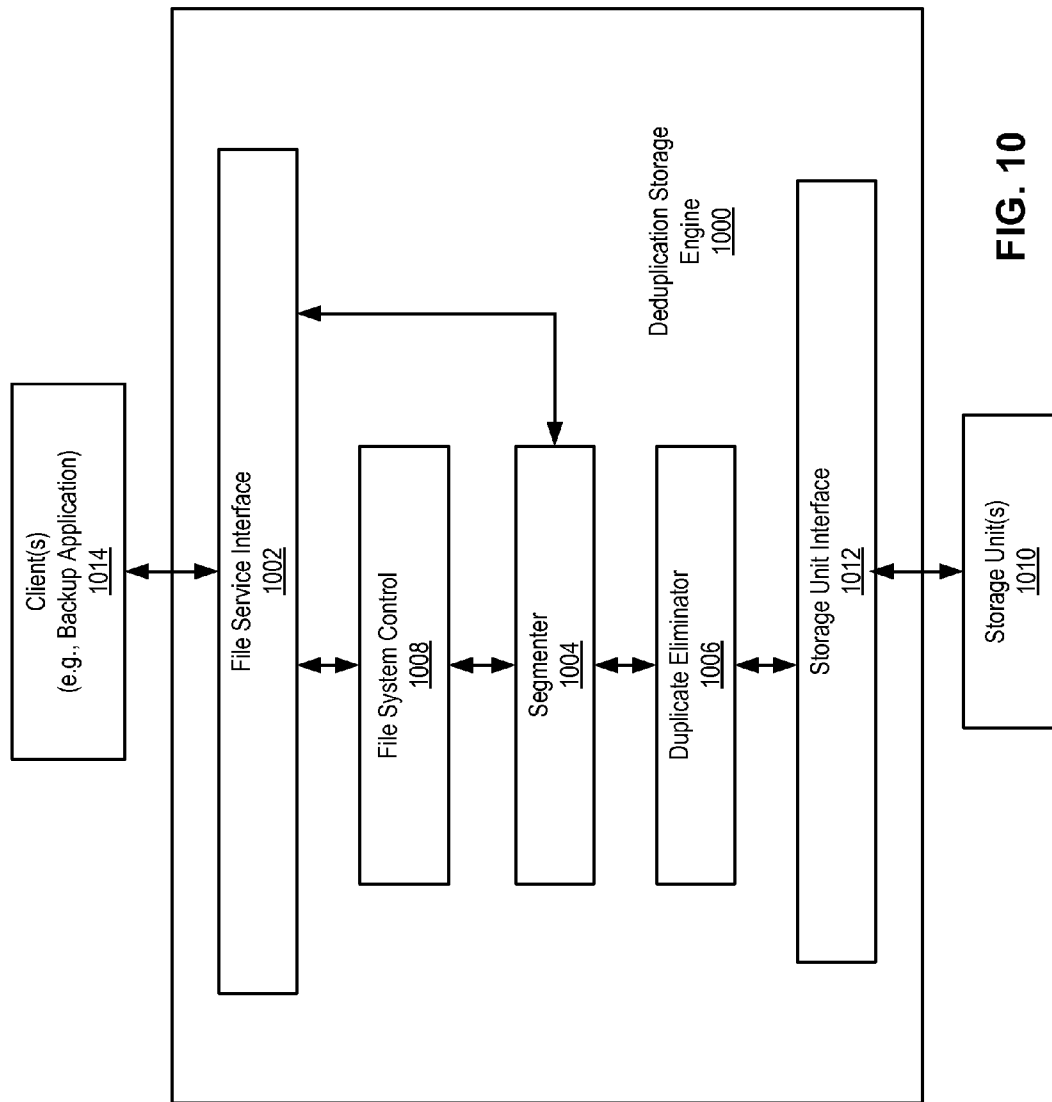 Client(s)
(e.g., Backup Application)
1014
File Service Interface
1002
File System Control
1008
Segmenter
1004
Duplicate Eliminator
1006
Deduplication Storage
Engine
1000
Storage Unit Interface
1012
Storage Unit(s)
1010
FIG. 10